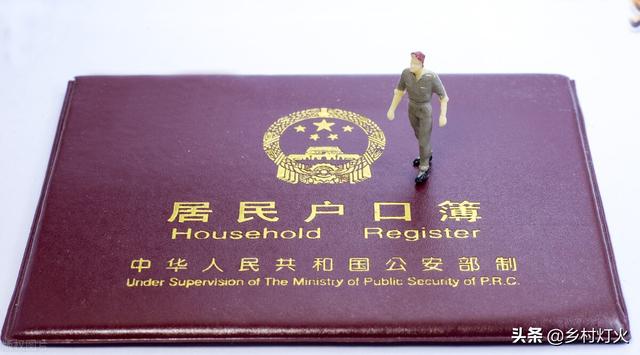 居民户口簿
Household Register
中华人民共和国公安部制
Under Supervision of The Ministry of Public Security of P.R.C.
头条 @乡村灯火